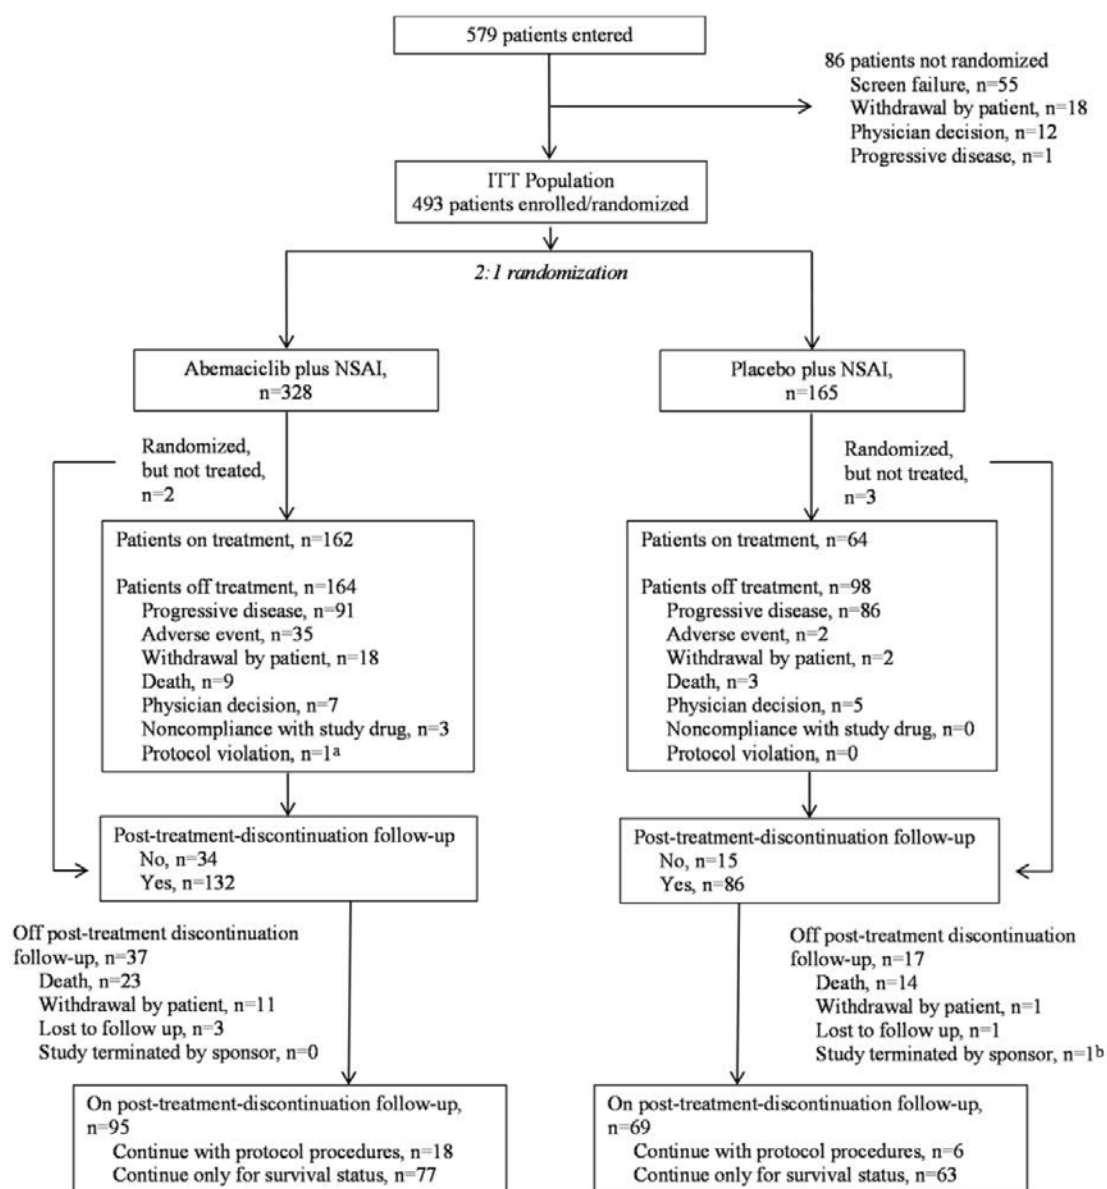 579 patients entered
86 patients not randomized
Screen failure, n=55
Withdrawal by patient, n=18
Physician decision, n=12
Progressive disease, n=1
ITT Population
493 patients enrolled/randomized
2:1 randomization
Abemaciclib plus NSAI,
n=328
Placebo plus NSAI,
n=165
Randomized,
but not treated,
n=2
Randomized,
but not treated,
n=3
Patients on treatment, n=162
Patients off treatment, n=164
Progressive disease, n=91
Adverse event, n=35
Withdrawal by patient, n=18
Death, n=9
Physician decision, n=7
Noncompliance with study drug, n=3
Protocol violation, n=1ᵃ
Patients on treatment, n=64
Patients off treatment, n=98
Progressive disease, n=86
Adverse event, n=2
Withdrawal by patient, n=2
Death, n=3
Physician decision, n=5
Noncompliance with study drug, n=0
Protocol violation, n=0
Post-treatment-discontinuation follow-up
No, n=34
Yes, n=132
Post-treatment-discontinuation follow-up
No, n=15
Yes, n=86
Off post-treatment discontinuation
follow-up, n=37
Death, n=23
Withdrawal by patient, n=11
Lost to follow up, n=3
Study terminated by sponsor, n=0
Off post-treatment discontinuation
follow-up, n=17
Death, n=14
Withdrawal by patient, n=1
Lost to follow up, n=1
Study terminated by sponsor, n=1ᵇ
On post-treatment-discontinuation follow-up,
n=95
Continue with protocol procedures, n=18
Continue only for survival status, n=77
On post-treatment-discontinuation follow-up,
n=69
Continue with protocol procedures, n=6
Continue only for survival status, n=63